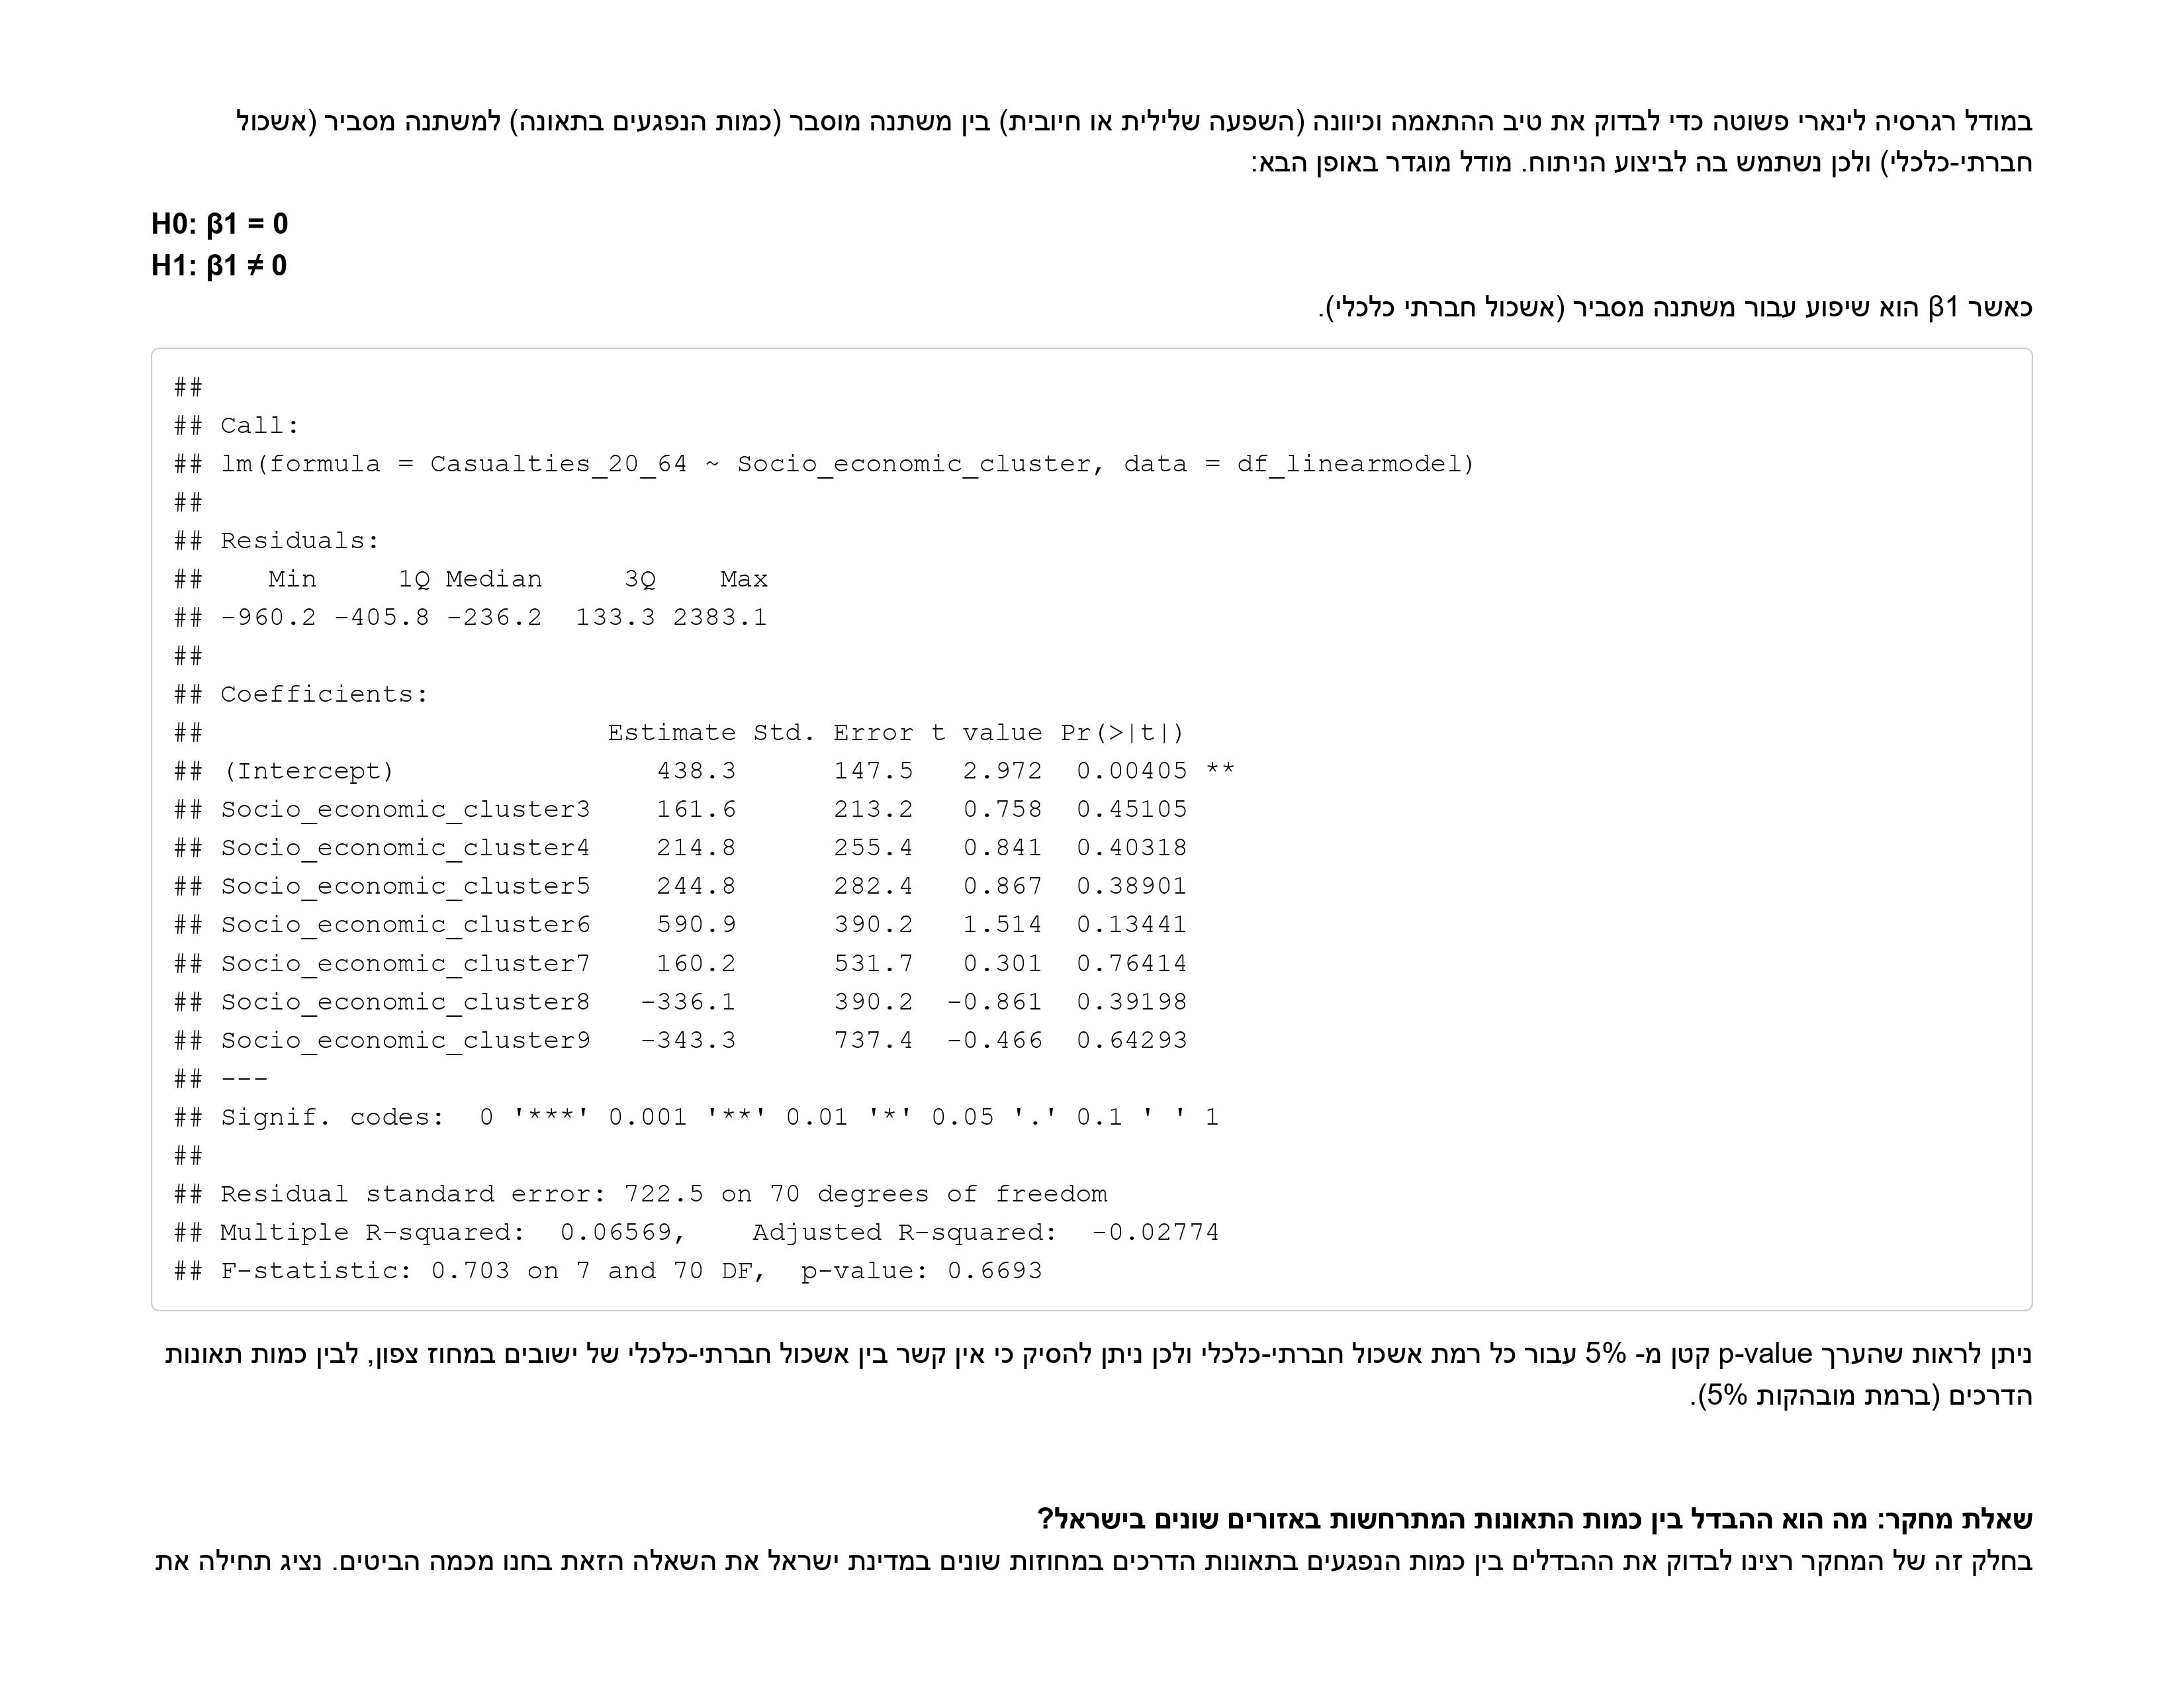 במודל רגרסיה לינארי פשוטה כדי לבדוק את טיב ההתאמה וכיוונה (השפעה שלילית או חיובית) בין משתנה מוסבר (כמות הנפגעים בתאונה) למשתנה מסביר (אשכול
חברתי-כלכלי) ולכן נשתמש בה לביצוע הניתוח. מודל מוגדר באופן הבא:
H0: β1 = 0
H1: β1 ≠ 0
כאשר β1 הוא שיפוע עבור משתנה מסביר (אשכול חברתי כלכלי).
##
## Call:
## lm(formula = Casualties_20_64 ~ Socio_economic_cluster, data = df_linearmodel)
##
## Residuals:
##    Min     1Q Median     3Q    Max
## -960.2 -405.8 -236.2  133.3 2383.1
##
## Coefficients:
##                         Estimate Std. Error t value Pr(>|t|)
## (Intercept)                438.3      147.5   2.972  0.00405 **
## Socio_economic_cluster3    161.6      213.2   0.758  0.45105
## Socio_economic_cluster4    214.8      255.4   0.841  0.40318
## Socio_economic_cluster5    244.8      282.4   0.867  0.38901
## Socio_economic_cluster6    590.9      390.2   1.514  0.13441
## Socio_economic_cluster7    160.2      531.7   0.301  0.76414
## Socio_economic_cluster8   -336.1      390.2  -0.861  0.39198
## Socio_economic_cluster9   -343.3      737.4  -0.466  0.64293
## ---
## Signif. codes:  0 '***' 0.001 '**' 0.01 '*' 0.05 '.' 0.1 ' ' 1
##
## Residual standard error: 722.5 on 70 degrees of freedom
## Multiple R-squared:  0.06569,    Adjusted R-squared:  -0.02774
## F-statistic: 0.703 on 7 and 70 DF,  p-value: 0.6693
ניתן לראות שהערך p-value קטן מ- 5% עבור כל רמת אשכול חברתי-כלכלי ולכן ניתן להסיק כי אין קשר בין אשכול חברתי-כלכלי של ישובים במחוז צפון, לבין כמות תאונות
הדרכים (ברמת מובהקות 5%).
שאלת מחקר: מה הוא ההבדל בין כמות התאונות המתרחשות באזורים שונים בישראל?
בחלק זה של המחקר רצינו לבדוק את ההבדלים בין כמות הנפגעים בתאונות הדרכים במחוזות שונים במדינת ישראל את השאלה הזאת בחנו מכמה הביטים. נציג תחילה את